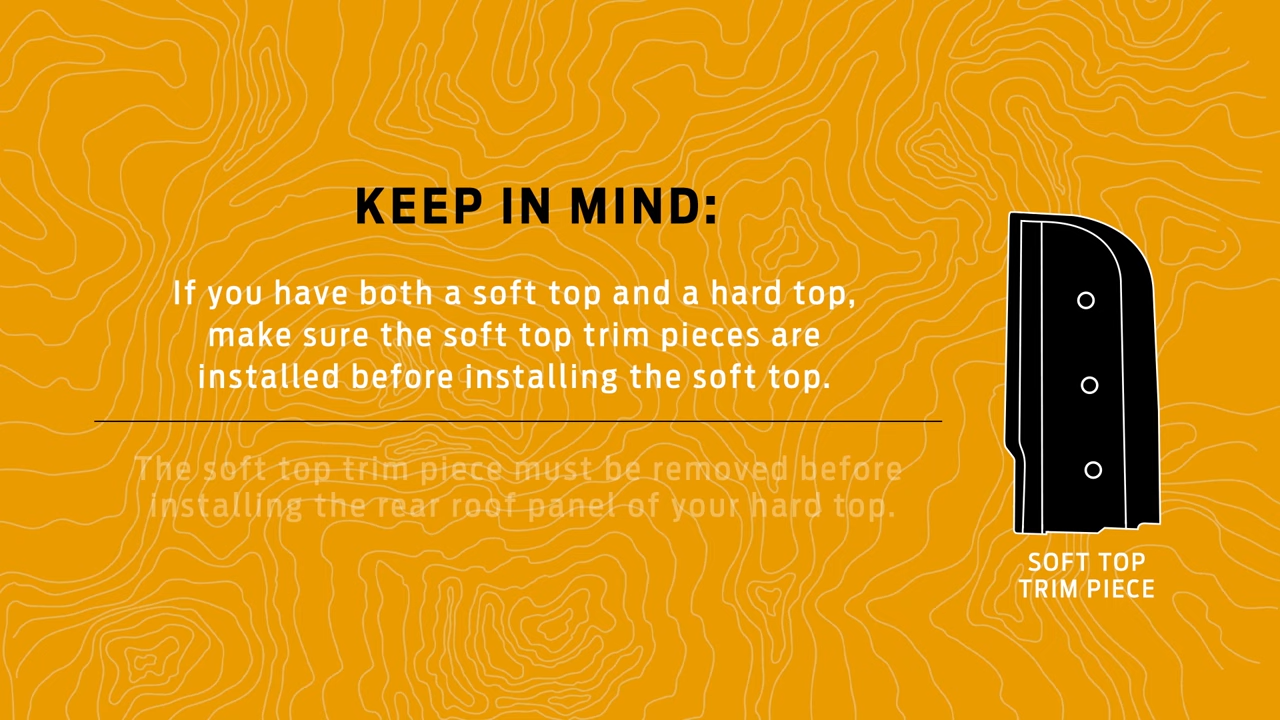 KEEP IN MIND:
If you have both a soft top and a hard top,
make sure the soft top trim pieces are
installed before installing the soft top.
The soft top trim piece must be removed before
installing the rear roof panel of your hard top.
SOFT TOP
TRIM PIECE